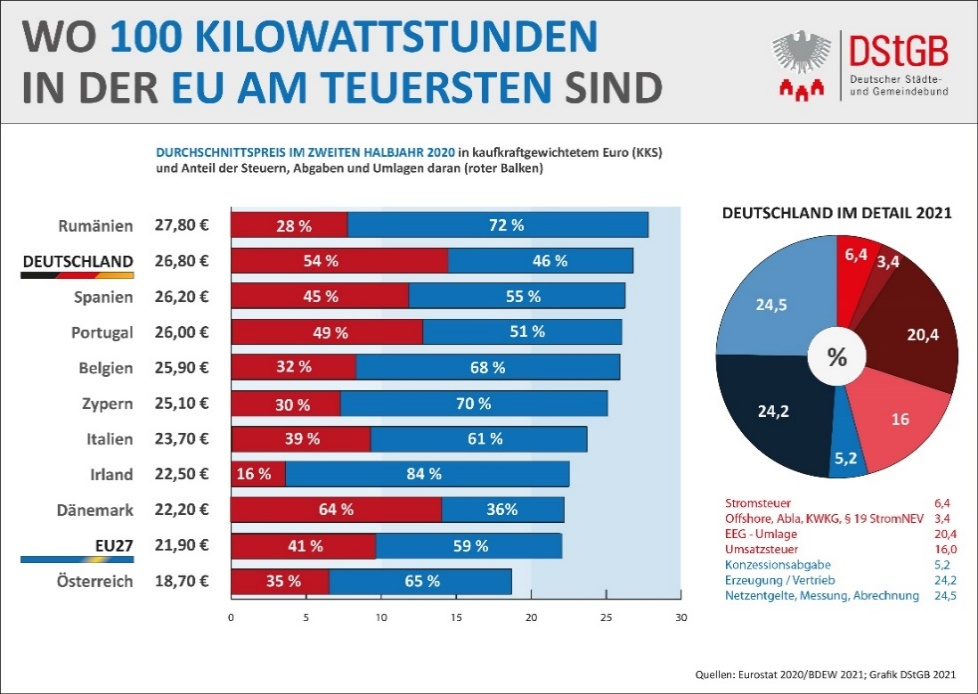 WO 100 KILOWATTSTUNDEN
IN DER EU AM TEUERSTEN SIND
DStGB
Deutscher Städte-
und Gemeindebund
DURCHSCHNITTSPREIS IM ZWEITEN HALBJAHR 2020 in kaufkraftgewichtetem Euro (KKS)
und Anteil der Steuern, Abgaben und Umlagen daran (roter Balken)
Rumänien 27,80 € 28 % 72 %
DEUTSCHLAND 26,80 € 54 % 46 %
Spanien 26,20 € 45 % 55 %
Portugal 26,00 € 49 % 51 %
Belgien 25,90 € 32 % 68 %
Zypern 25,10 € 30 % 70 %
Italien 23,70 € 39 % 61 %
Irland 22,50 € 16 % 84 %
Dänemark 22,20 € 64 % 36%
EU27 21,90 € 41 % 59 %
Österreich 18,70 € 35 % 65 %
0 5 10 15 20 25 30
DEUTSCHLAND IM DETAIL 2021
6,4
3,4
20,4
16
5,2
24,2
24,5
%
Stromsteuer 6,4
Offshore, Abla, KWKG, § 19 StromNEV 3,4
EEG - Umlage 20,4
Umsatzsteuer 16,0
Konzessionsabgabe 5,2
Erzeugung / Vertrieb 24,2
Netzentgelte, Messung, Abrechnung 24,5
Quellen: Eurostat 2020/BDEW 2021; Grafik DStGB 2021